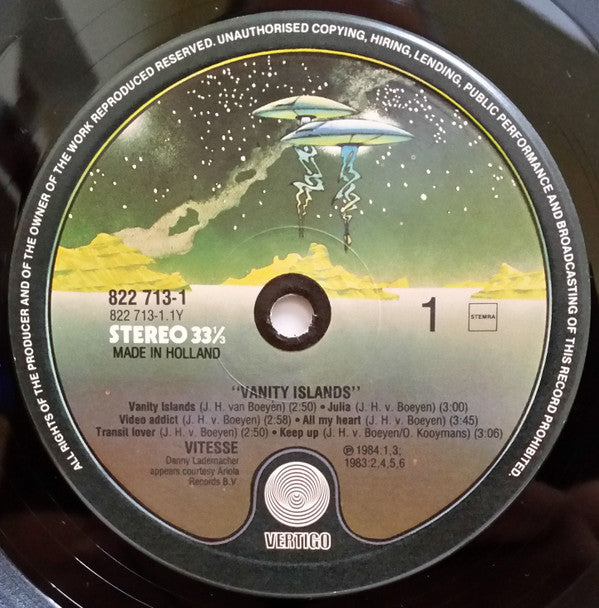 ALL RIGHTS OF THE PRODUCER AND OF THE OWNER OF THE WORK REPRODUCED RESERVED. UNAUTHORISED COPYING, HIRING, LENDING, PUBLIC PERFORMANCE AND BROADCASTING OF THIS RECORD PROHIBITED.
822 713-1
822 713-1.1Y
STEREO 33⅓
MADE IN HOLLAND
1
STEMRA
"VANITY ISLANDS"
Vanity Islands (J. H. van Boeyen) (2:50) • Julia (J. H. v. Boeyen) (3:00)
Video addict (J. H. v. Boeyen) (2:58) • All my heart (J. H. v. Boeyen) (3:45)
Transit lover (J. H. v. Boeyen) (2:50) • Keep up (J. H. v. Boeyen/O. Kooymans) (3:06)
VITESSE
Danny Lademacher
appears courtesy Ariola
Records B.V.
℗ 1984.1,3;
1983:2,4,5,6
VERTIGO